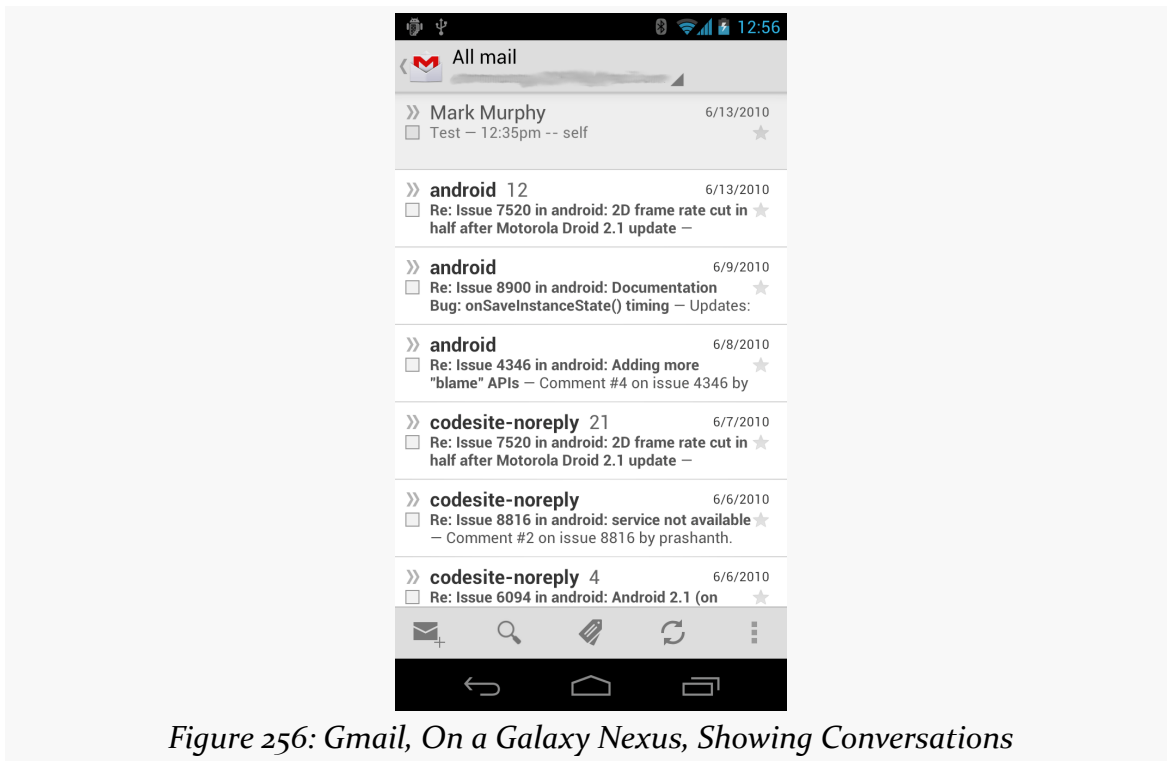 12:56
All mail
Mark Murphy 6/13/2010
Test — 12:35pm -- self
android 12 6/13/2010
Re: Issue 7520 in android: 2D frame rate cut in
half after Motorola Droid 2.1 update —
android 6/9/2010
Re: Issue 8900 in android: Documentation
Bug: onSaveInstanceState() timing — Updates:
android 6/8/2010
Re: Issue 4346 in android: Adding more
"blame" APIs — Comment #4 on issue 4346 by
codesite-noreply 21 6/7/2010
Re: Issue 7520 in android: 2D frame rate cut in
half after Motorola Droid 2.1 update —
codesite-noreply 6/6/2010
Re: Issue 8816 in android: service not available
— Comment #2 on issue 8816 by prashanth.
codesite-noreply 4 6/6/2010
Re: Issue 6094 in android: Android 2.1 (on
Figure 256: Gmail, On a Galaxy Nexus, Showing Conversations